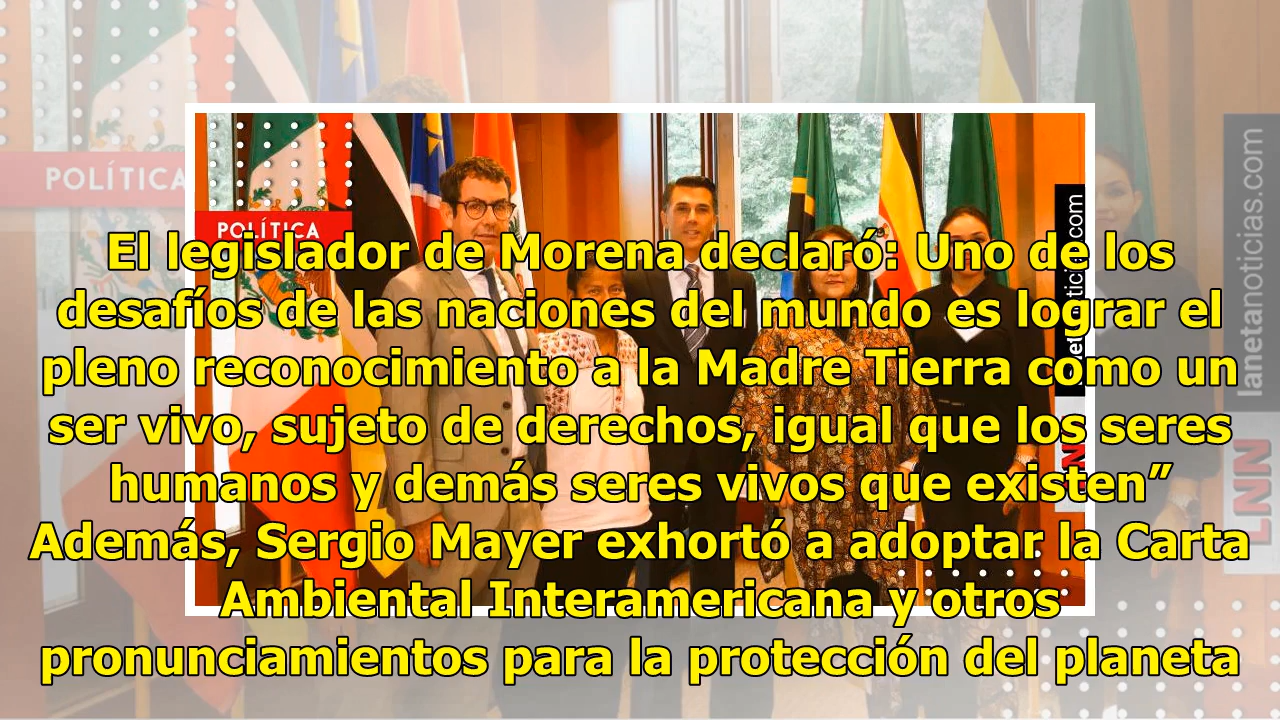 POLÍTICA
POLÍTICA
El legislador de Morena declaró: Uno de los
desafíos de las naciones del mundo es lograr el
pleno reconocimiento a la Madre Tierra como un
ser vivo, sujeto de derechos, igual que los seres
humanos y demás seres vivos que existen”
Además, Sergio Mayer exhortó a adoptar la Carta
Ambiental Interamericana y otros
pronunciamientos para la protección del planeta
lanetanoticias.com
LNN